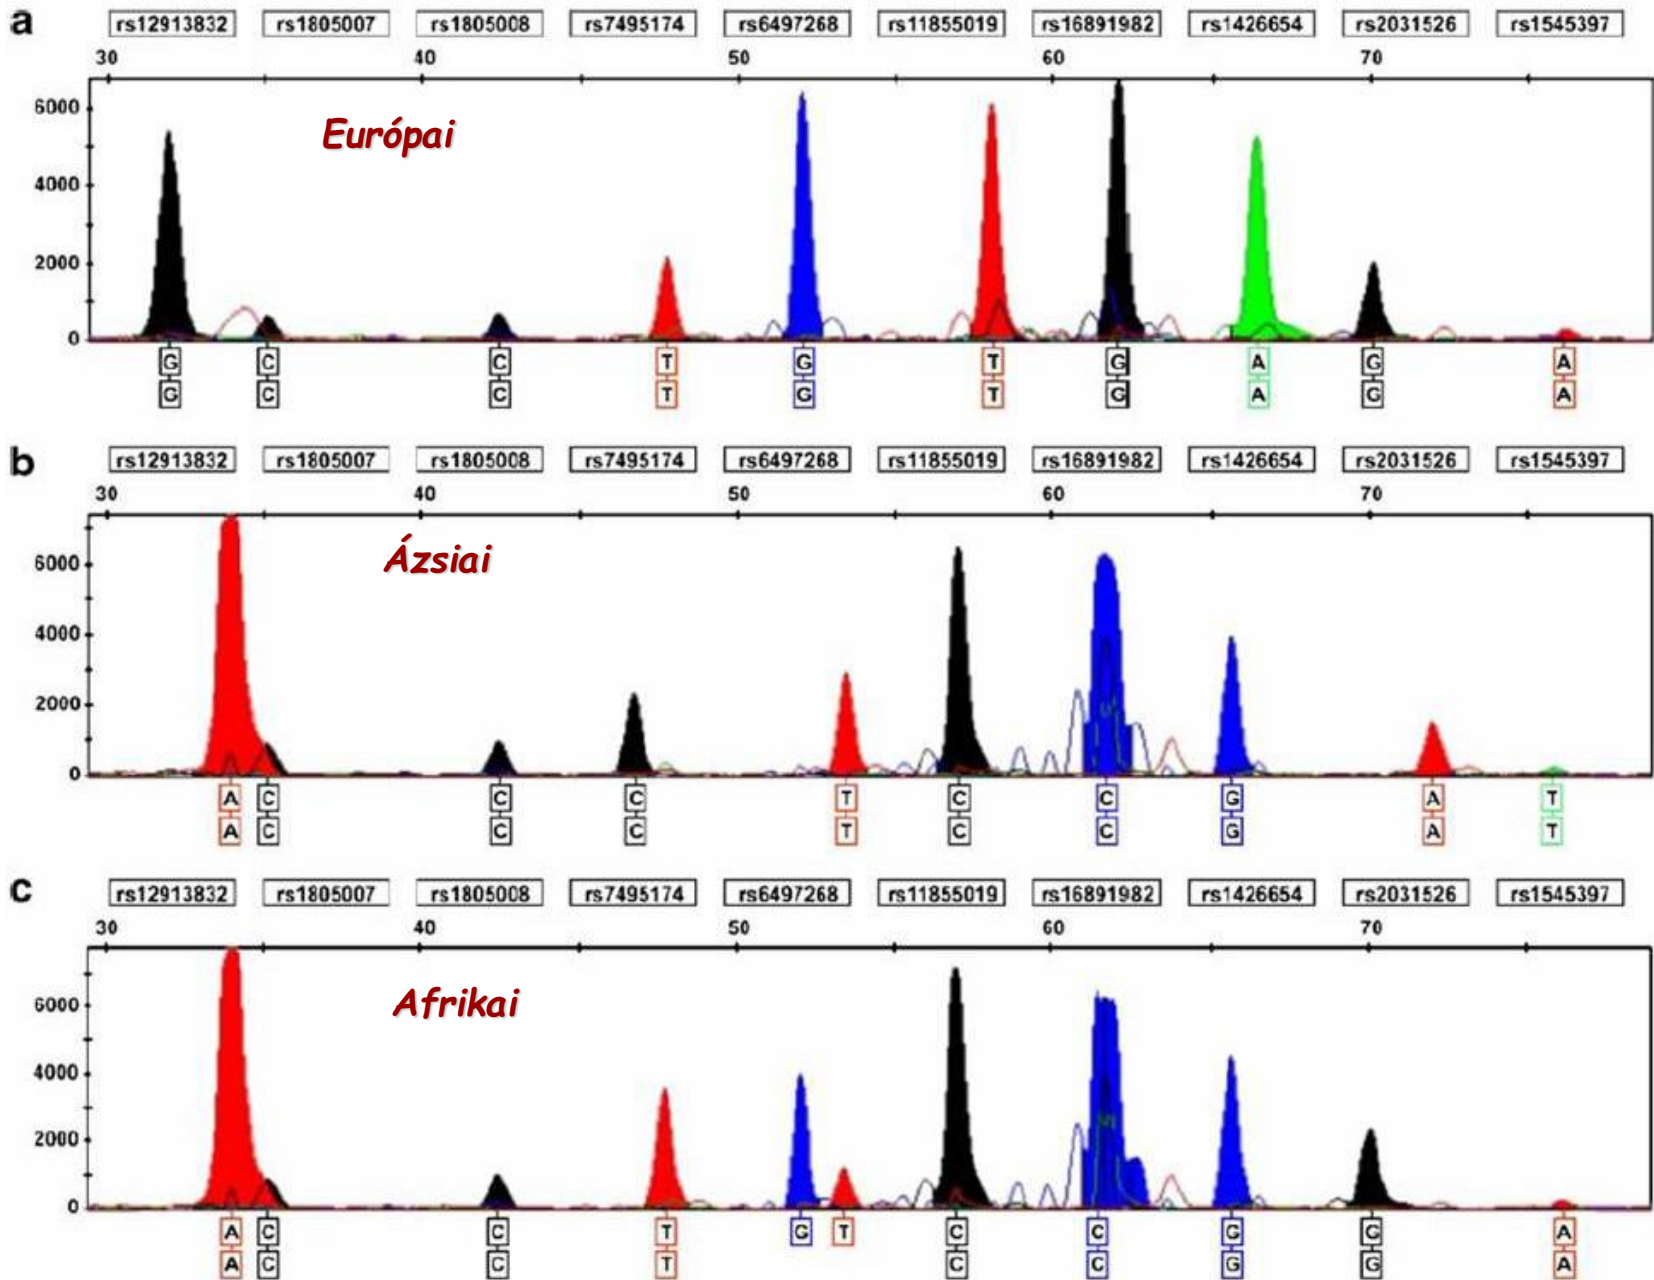 a rs12913832 rs1805007 rs1805008 rs7495174 rs6497268 rs11855019 rs16891982 rs1426654 rs2031526 rs1545397
30 40 50 60 70
Európai
6000
4000
2000
0
G C C T G T G A G A
G C C T G T G A G A
b rs12913832 rs1805007 rs1805008 rs7495174 rs6497268 rs11855019 rs16891982 rs1426654 rs2031526 rs1545397
30 40 50 60 70
Ázsiai
6000
4000
2000
0
A C C C T C C G A T
A C C C T C C G A T
c rs12913832 rs1805007 rs1805008 rs7495174 rs6497268 rs11855019 rs16891982 rs1426654 rs2031526 rs1545397
30 40 50 60 70
Afrikai
6000
4000
2000
0
A C C T G T C C G G A
A C C T C C G G A